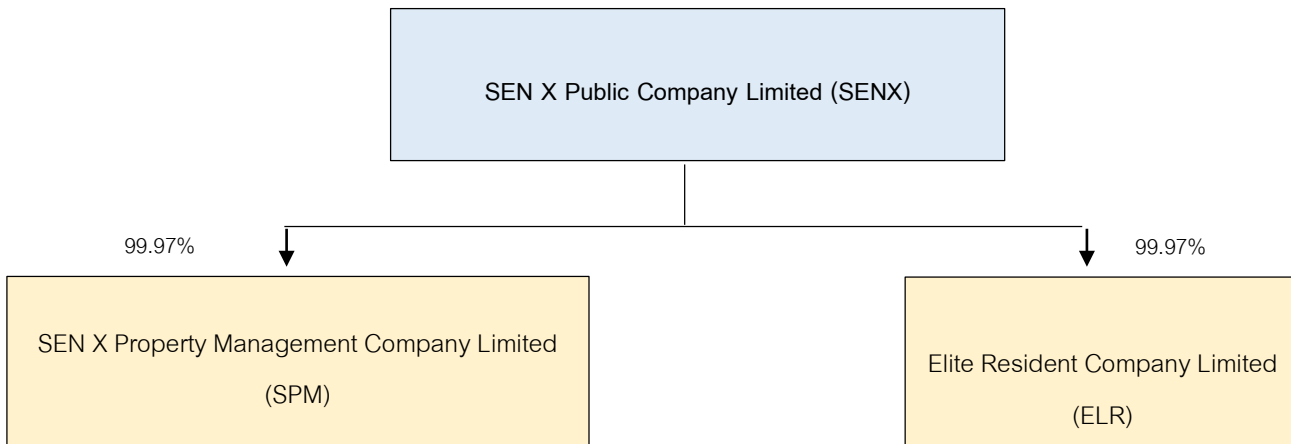 SEN X Public Company Limited (SENX)
99.97%
99.97%
SEN X Property Management Company Limited
(SPM)
Elite Resident Company Limited
(ELR)